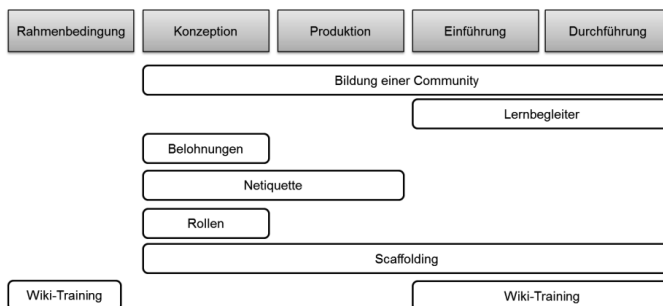 Rahmenbedingung Konzeption Produktion Einführung Durchführung
Bildung einer Community
Lernbegleiter
Belohnungen
Netiquette
Rollen
Scaffolding
Wiki-Training Wiki-Training